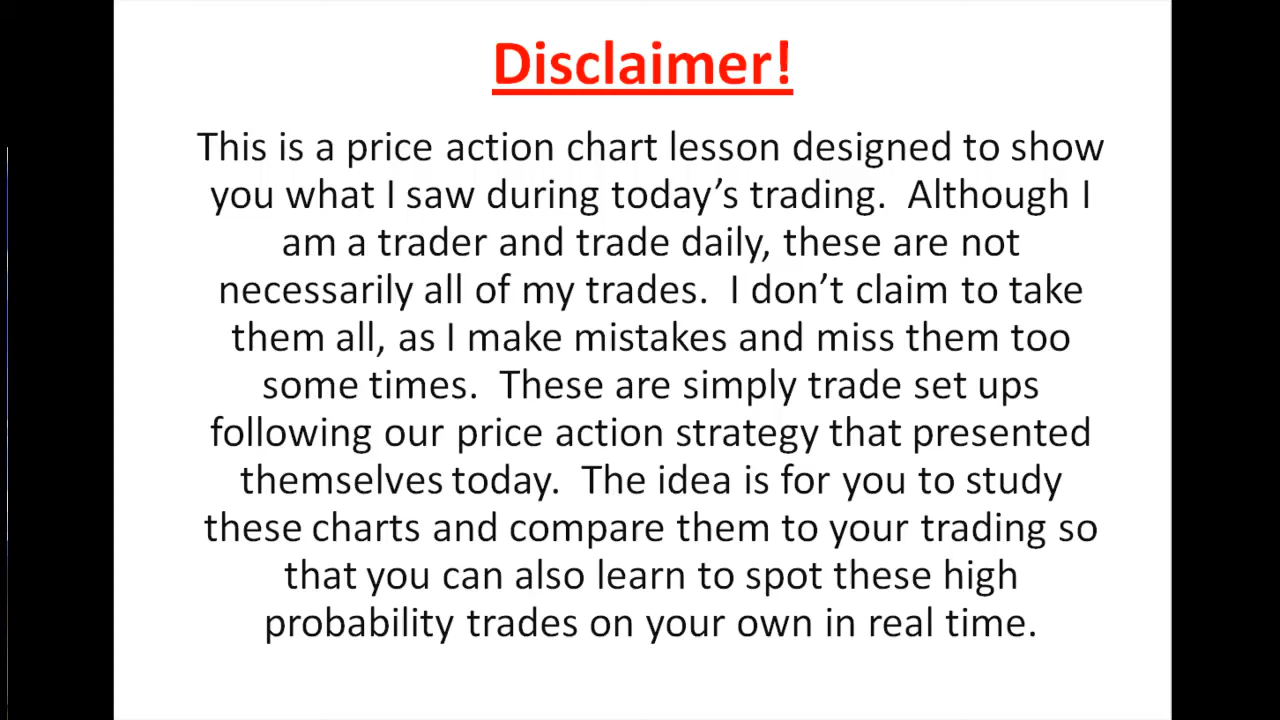 Disclaimer!
This is a price action chart lesson designed to show
you what I saw during today’s trading.  Although I
am a trader and trade daily, these are not
necessarily all of my trades.  I don’t claim to take
them all, as I make mistakes and miss them too
some times.  These are simply trade set ups
following our price action strategy that presented
themselves today.  The idea is for you to study
these charts and compare them to your trading so
that you can also learn to spot these high
probability trades on your own in real time.